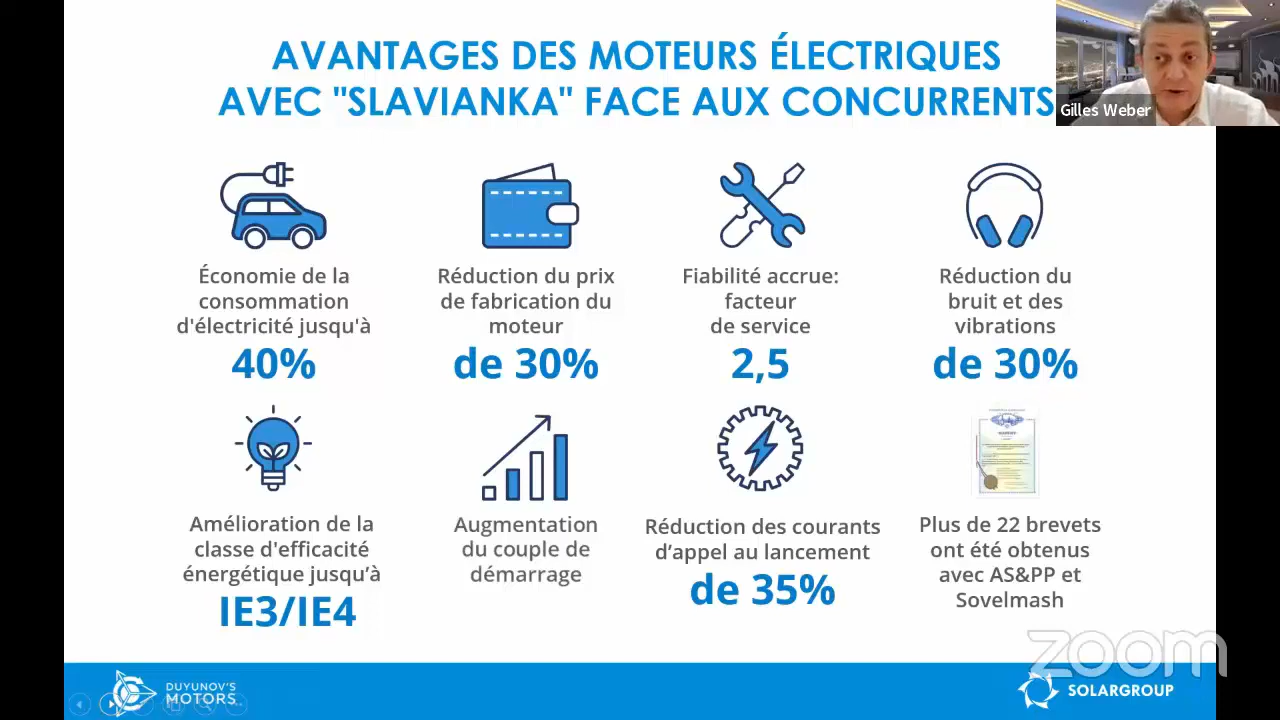 AVANTAGES DES MOTEURS ÉLECTRIQUES
AVEC "SLAVIANKA" FACE AUX CONCURRENTS
Gilles Weber
Économie de la
consommation
d'électricité jusqu'à
40%
Réduction du prix
de fabrication du
moteur
de 30%
Fiabilité accrue:
facteur
de service
2,5
Réduction du
bruit et des
vibrations
de 30%
Amélioration de la
classe d'efficacité
énergétique jusqu’à
IE3/IE4
Augmentation
du couple de
démarrage
Réduction des courants
d’appel au lancement
de 35%
Plus de 22 brevets
ont été obtenus
avec AS&PP et
Sovelmash
zoom
DUYUNOV'S
MOTORS
SOLARGROUP